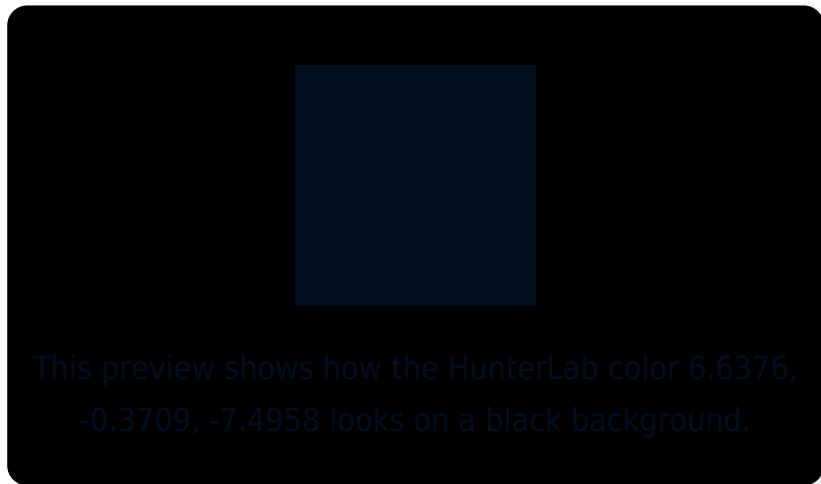 This preview shows how the HunterLab color 6.6376,
-0.3709, -7.4958 looks on a black background.